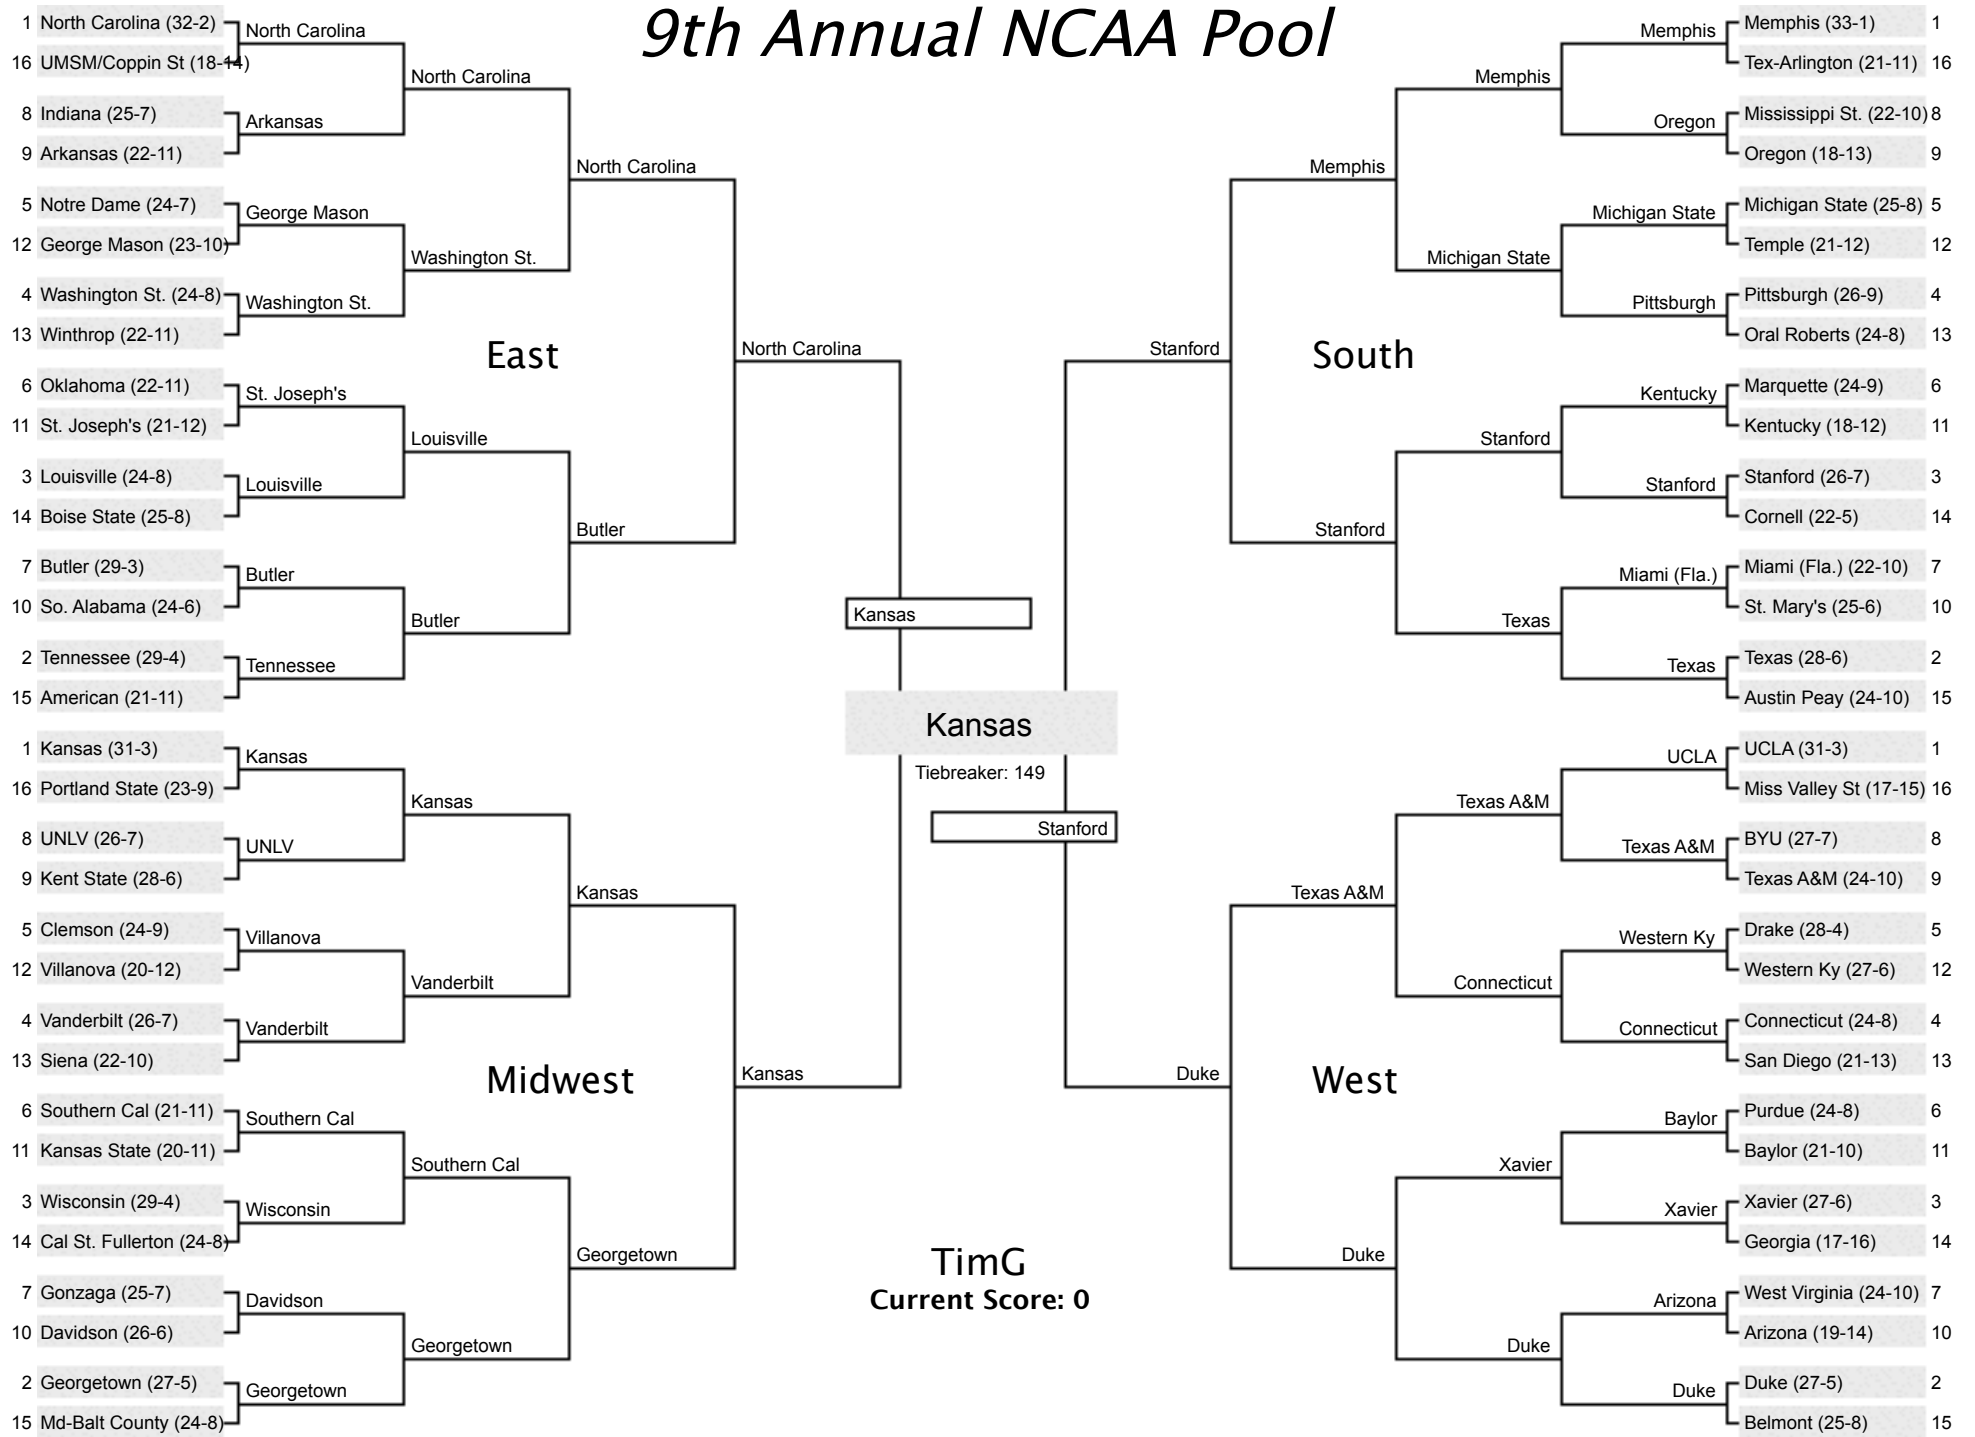 9th Annual NCAA Pool
1 North Carolina (32-2)
16 UMSM/Coppin St (18-14)
8 Indiana (25-7)
9 Arkansas (22-11)
5 Notre Dame (24-7)
12 George Mason (23-10)
4 Washington St. (24-8)
13 Winthrop (22-11)
6 Oklahoma (22-11)
11 St. Joseph's (21-12)
3 Louisville (24-8)
14 Boise State (25-8)
7 Butler (29-3)
10 So. Alabama (24-6)
2 Tennessee (29-4)
15 American (21-11)
North Carolina
Arkansas
George Mason
Washington St.
St. Joseph's
Louisville
Butler
Tennessee
North Carolina
Washington St.
Louisville
Butler
North Carolina
Butler
North Carolina
East
1 Kansas (31-3)
16 Portland State (23-9)
8 UNLV (26-7)
9 Kent State (28-6)
5 Clemson (24-9)
12 Villanova (20-12)
4 Vanderbilt (26-7)
13 Siena (22-10)
6 Southern Cal (21-11)
11 Kansas State (20-11)
3 Wisconsin (29-4)
14 Cal St. Fullerton (24-8)
7 Gonzaga (25-7)
10 Davidson (26-6)
2 Georgetown (27-5)
15 Md-Balt County (24-8)
Kansas
UNLV
Villanova
Vanderbilt
Southern Cal
Wisconsin
Davidson
Georgetown
Kansas
Vanderbilt
Southern Cal
Georgetown
Kansas
Georgetown
Kansas
Midwest
Kansas
Kansas
Tiebreaker: 149
Stanford
TimG
Current Score: 0
Memphis (33-1) 1
Tex-Arlington (21-11) 16
Mississippi St. (22-10) 8
Oregon (18-13) 9
Michigan State (25-8) 5
Temple (21-12) 12
Pittsburgh (26-9) 4
Oral Roberts (24-8) 13
Marquette (24-9) 6
Kentucky (18-12) 11
Stanford (26-7) 3
Cornell (22-5) 14
Miami (Fla.) (22-10) 7
St. Mary's (25-6) 10
Texas (28-6) 2
Austin Peay (24-10) 15
Memphis
Oregon
Michigan State
Pittsburgh
Kentucky
Stanford
Miami (Fla.)
Texas
Memphis
Michigan State
Stanford
Texas
Memphis
Stanford
Stanford
South
UCLA (31-3) 1
Miss Valley St (17-15) 16
BYU (27-7) 8
Texas A&M (24-10) 9
Drake (28-4) 5
Western Ky (27-6) 12
Connecticut (24-8) 4
San Diego (21-13) 13
Purdue (24-8) 6
Baylor (21-10) 11
Xavier (27-6) 3
Georgia (17-16) 14
West Virginia (24-10) 7
Arizona (19-14) 10
Duke (27-5) 2
Belmont (25-8) 15
UCLA
Texas A&M
Western Ky
Connecticut
Baylor
Xavier
Arizona
Duke
Texas A&M
Connecticut
Xavier
Duke
Texas A&M
Duke
Duke
West